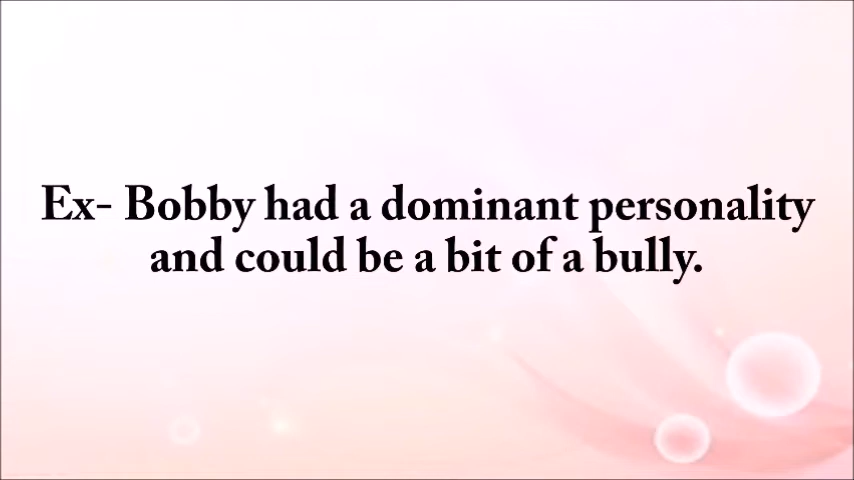 Ex- Bobby had a dominant personality
and could be a bit of a bully.